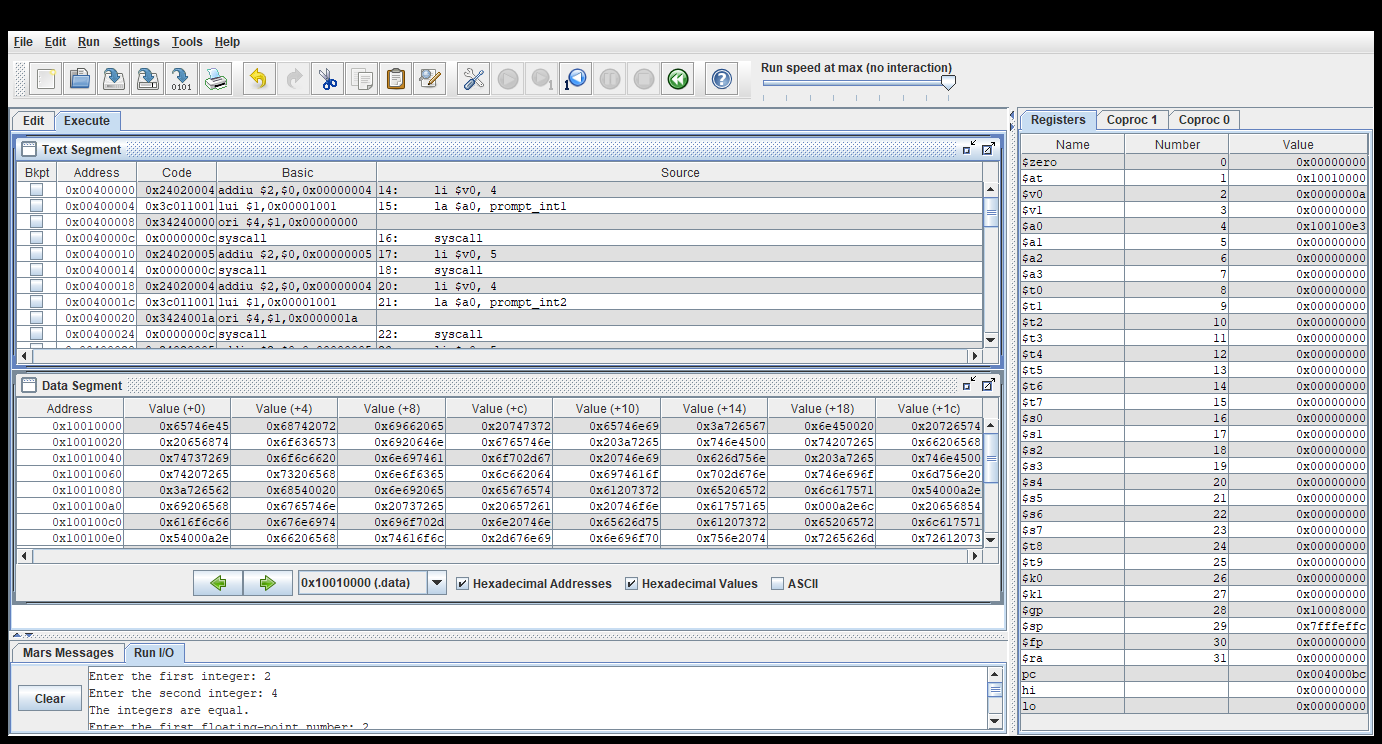 File Edit Run Settings Tools Help
Run speed at max (no interaction)
Edit Execute
Text Segment
Bkpt Address Code Basic Source
0x00400000 0x24020004 addiu $2,$0,0x00000004 14: li $v0, 4
0x00400004 0x3c011001 lui $1,0x00001001 15: la $a0, prompt_int1
0x00400008 0x34240000 ori $4,$1,0x00000000
0x0040000c 0x0000000c syscall 16: syscall
0x00400010 0x24020005 addiu $2,$0,0x00000005 17: li $v0, 5
0x00400014 0x0000000c syscall 18: syscall
0x00400018 0x24020004 addiu $2,$0,0x00000004 20: li $v0, 4
0x0040001c 0x3c011001 lui $1,0x00001001 21: la $a0, prompt_int2
0x00400020 0x3424001a ori $4,$1,0x0000001a
0x00400024 0x0000000c syscall 22: syscall
Data Segment
Address Value (+0) Value (+4) Value (+8) Value (+c) Value (+10) Value (+14) Value (+18) Value (+1c)
0x10010000 0x65746e45 0x68742072 0x69662065 0x20747372 0x65746e69 0x3a726567 0x6e450020 0x20726574
0x10010020 0x20656874 0x6f636573 0x6920646e 0x6765746e 0x203a7265 0x746e4500 0x74207265 0x66206568
0x10010040 0x74737269 0x6f6c6620 0x6e697461 0x6f702d67 0x20746e69 0x626d756e 0x203a7265 0x746e4500
0x10010060 0x74207265 0x73206568 0x6e6f6365 0x6c662064 0x6974616f 0x702d676e 0x746e696f 0x6d756e20
0x10010080 0x3a726562 0x68540020 0x6e692065 0x65676574 0x61207372 0x65206572 0x6c617571 0x54000a2e
0x100100a0 0x69206568 0x6765746e 0x20737265 0x20657261 0x20746f6e 0x61757165 0x000a2e6c 0x20656854
0x100100c0 0x616f6c66 0x676e6974 0x696f702d 0x6e20746e 0x65626d75 0x61207372 0x65206572 0x6c617571
0x100100e0 0x54000a2e 0x66206568 0x74616f6c 0x2d676e69 0x6e696f70 0x756e2074 0x7265626d 0x72612073
0x10010000 (.data) Hexadecimal Addresses Hexadecimal Values ASCII
Mars Messages Run I/O
Clear
Enter the first integer: 2
Enter the second integer: 4
The integers are equal.
Enter the first floating-point number: 2
Registers Coproc 1 Coproc 0
Name Number Value
$zero 0 0x00000000
$at 1 0x10010000
$v0 2 0x0000000a
$v1 3 0x00000000
$a0 4 0x100100e3
$a1 5 0x00000000
$a2 6 0x00000000
$a3 7 0x00000000
$t0 8 0x00000000
$t1 9 0x00000000
$t2 10 0x00000000
$t3 11 0x00000000
$t4 12 0x00000000
$t5 13 0x00000000
$t6 14 0x00000000
$t7 15 0x00000000
$s0 16 0x00000000
$s1 17 0x00000000
$s2 18 0x00000000
$s3 19 0x00000000
$s4 20 0x00000000
$s5 21 0x00000000
$s6 22 0x00000000
$s7 23 0x00000000
$t8 24 0x00000000
$t9 25 0x00000000
$k0 26 0x00000000
$k1 27 0x00000000
$gp 28 0x10008000
$sp 29 0x7fffeffc
$fp 30 0x00000000
$ra 31 0x00000000
pc 0x004000bc
hi 0x00000000
lo 0x00000000